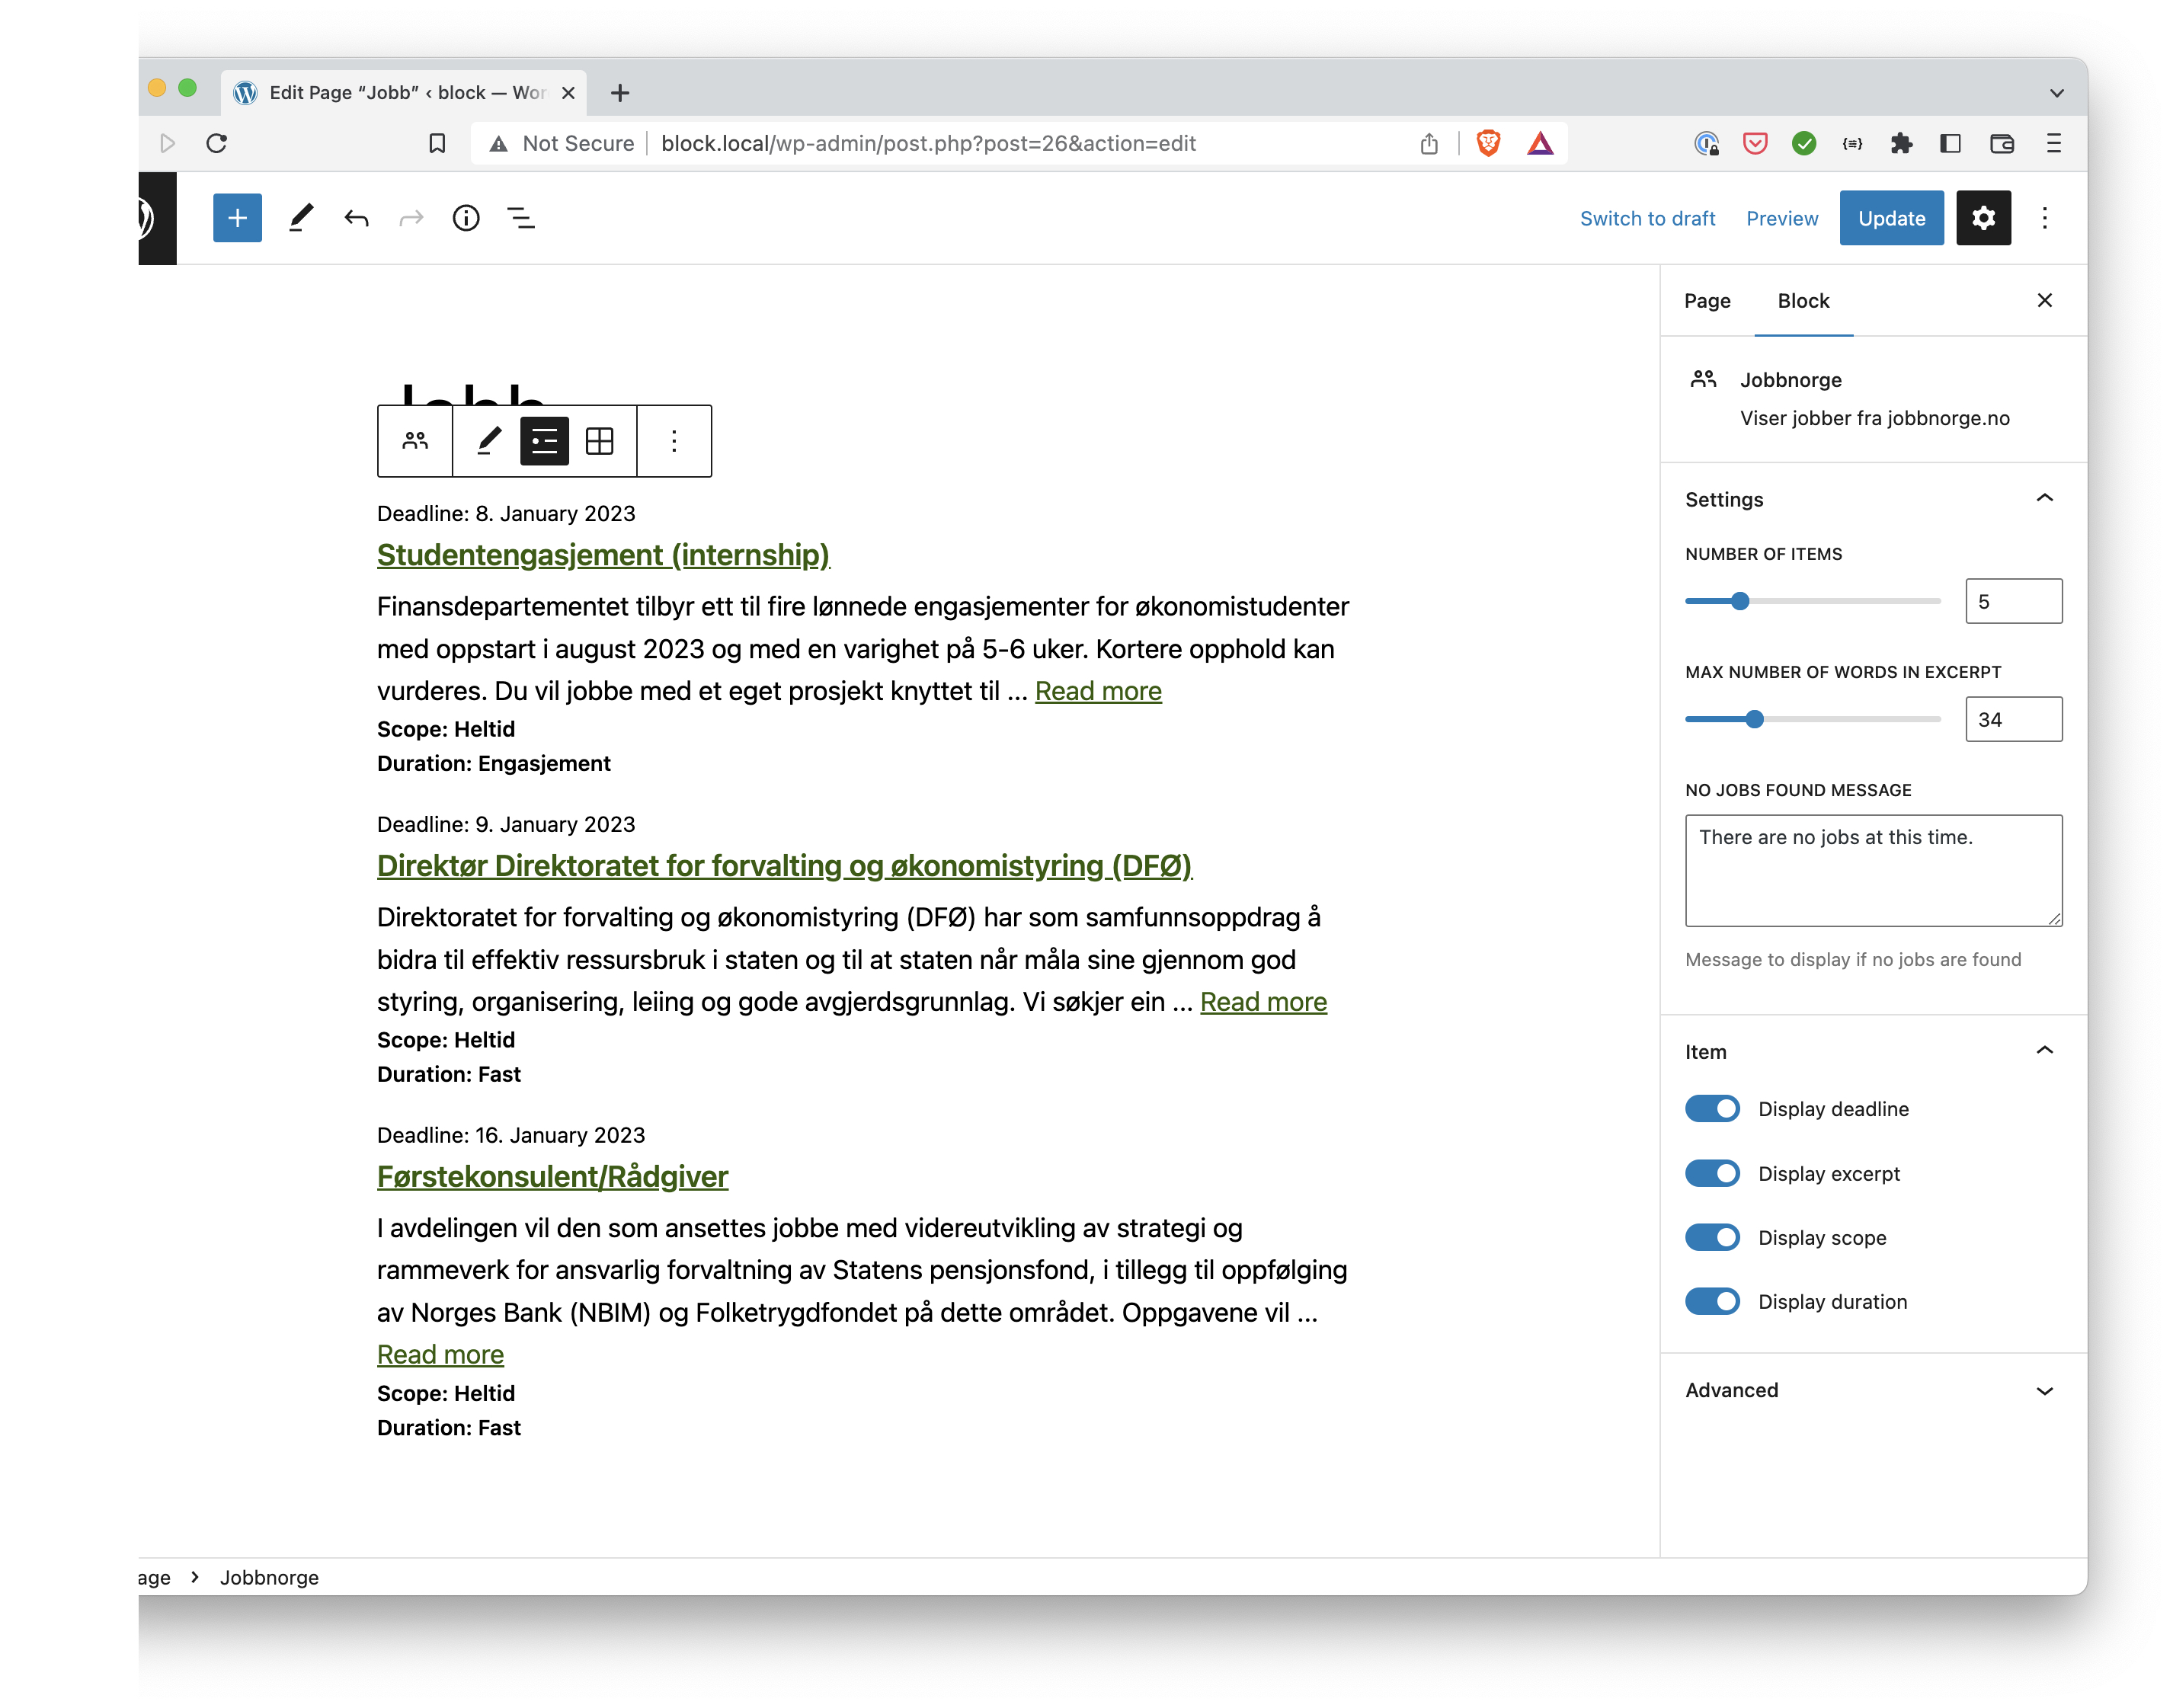 Edit Page “Jobb” ‹ block — Wor
Not Secure
block.local/wp-admin/post.php?post=26&action=edit
Switch to draft
Preview
Update
Page
Block
Jobbnorge
Viser jobber fra jobbnorge.no
Jobb
Deadline: 8. January 2023
Studentengasjement (internship)
Finansdepartementet tilbyr ett til fire lønnede engasjementer for økonomistudenter
med oppstart i august 2023 og med en varighet på 5-6 uker. Kortere opphold kan
vurderes. Du vil jobbe med et eget prosjekt knyttet til ... Read more
Scope: Heltid
Duration: Engasjement
Deadline: 9. January 2023
Direktør Direktoratet for forvalting og økonomistyring (DFØ)
Direktoratet for forvalting og økonomistyring (DFØ) har som samfunnsoppdrag å
bidra til effektiv ressursbruk i staten og til at staten når måla sine gjennom god
styring, organisering, leiing og gode avgjerdsgrunnlag. Vi søkjer ein ... Read more
Scope: Heltid
Duration: Fast
Deadline: 16. January 2023
Førstekonsulent/Rådgiver
I avdelingen vil den som ansettes jobbe med videreutvikling av strategi og
rammeverk for ansvarlig forvaltning av Statens pensjonsfond, i tillegg til oppfølging
av Norges Bank (NBIM) og Folketrygdfondet på dette området. Oppgavene vil ...
Read more
Scope: Heltid
Duration: Fast
Settings
NUMBER OF ITEMS
5
MAX NUMBER OF WORDS IN EXCERPT
34
NO JOBS FOUND MESSAGE
There are no jobs at this time.
Message to display if no jobs are found
Item
Display deadline
Display excerpt
Display scope
Display duration
Advanced
age › Jobbnorge